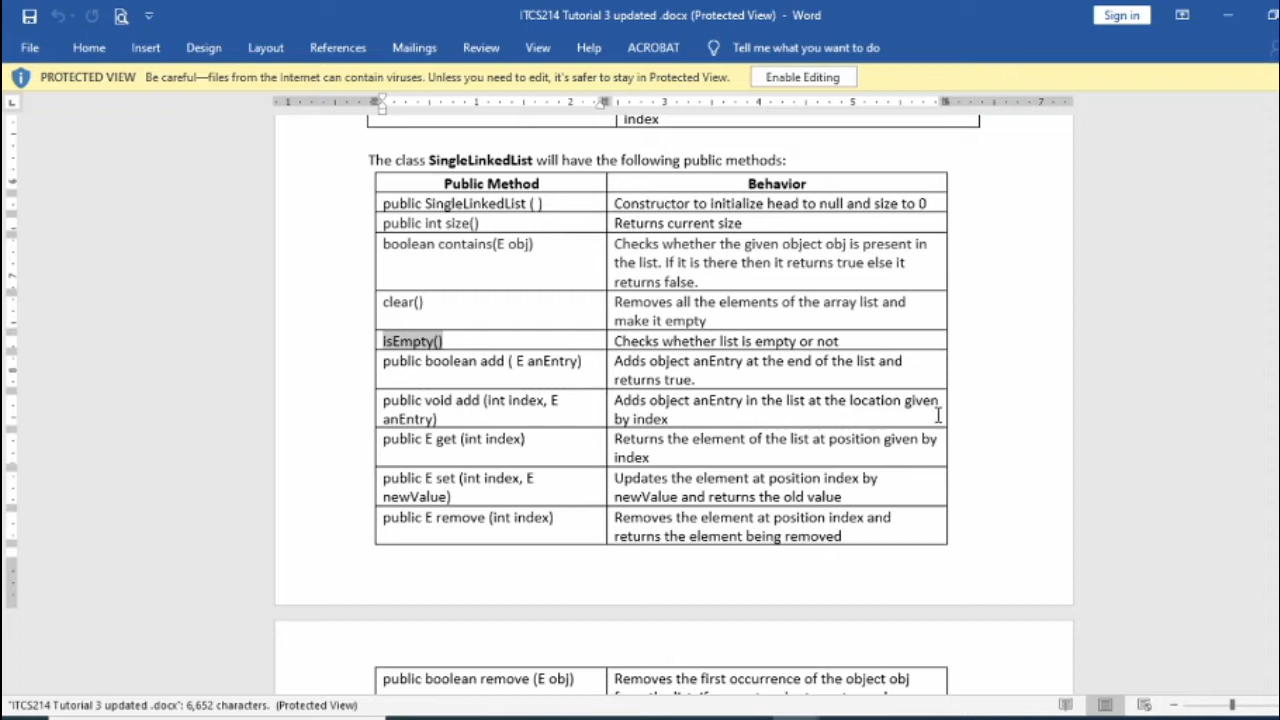 ITCS214 Tutorial 3 updated .docx (Protected View) - Word
Sign in
File Home Insert Design Layout References Mailings Review View Help ACROBAT Tell me what you want to do
PROTECTED VIEW Be careful—files from the Internet can contain viruses. Unless you need to edit, it's safer to stay in Protected View. Enable Editing
1 1 2 3 4 5 7
index
The class SingleLinkedList will have the following public methods:
Public Method Behavior
public SingleLinkedList ( ) Constructor to initialize head to null and size to 0
public int size() Returns current size
boolean contains(E obj) Checks whether the given object obj is present in
the list. If it is there then it returns true else it
returns false.
clear() Removes all the elements of the array list and
make it empty
isEmpty() Checks whether list is empty or not
public boolean add ( E anEntry) Adds object anEntry at the end of the list and
returns true.
public void add (int index, E Adds object anEntry in the list at the location given
anEntry) by index
public E get (int index) Returns the element of the list at position given by
index
public E set (int index, E Updates the element at position index by
newValue) newValue and returns the old value
public E remove (int index) Removes the element at position index and
returns the element being removed
public boolean remove (E obj) Removes the first occurrence of the object obj
"ITCS214 Tutorial 3 updated .docx": 6,652 characters. (Protected View)